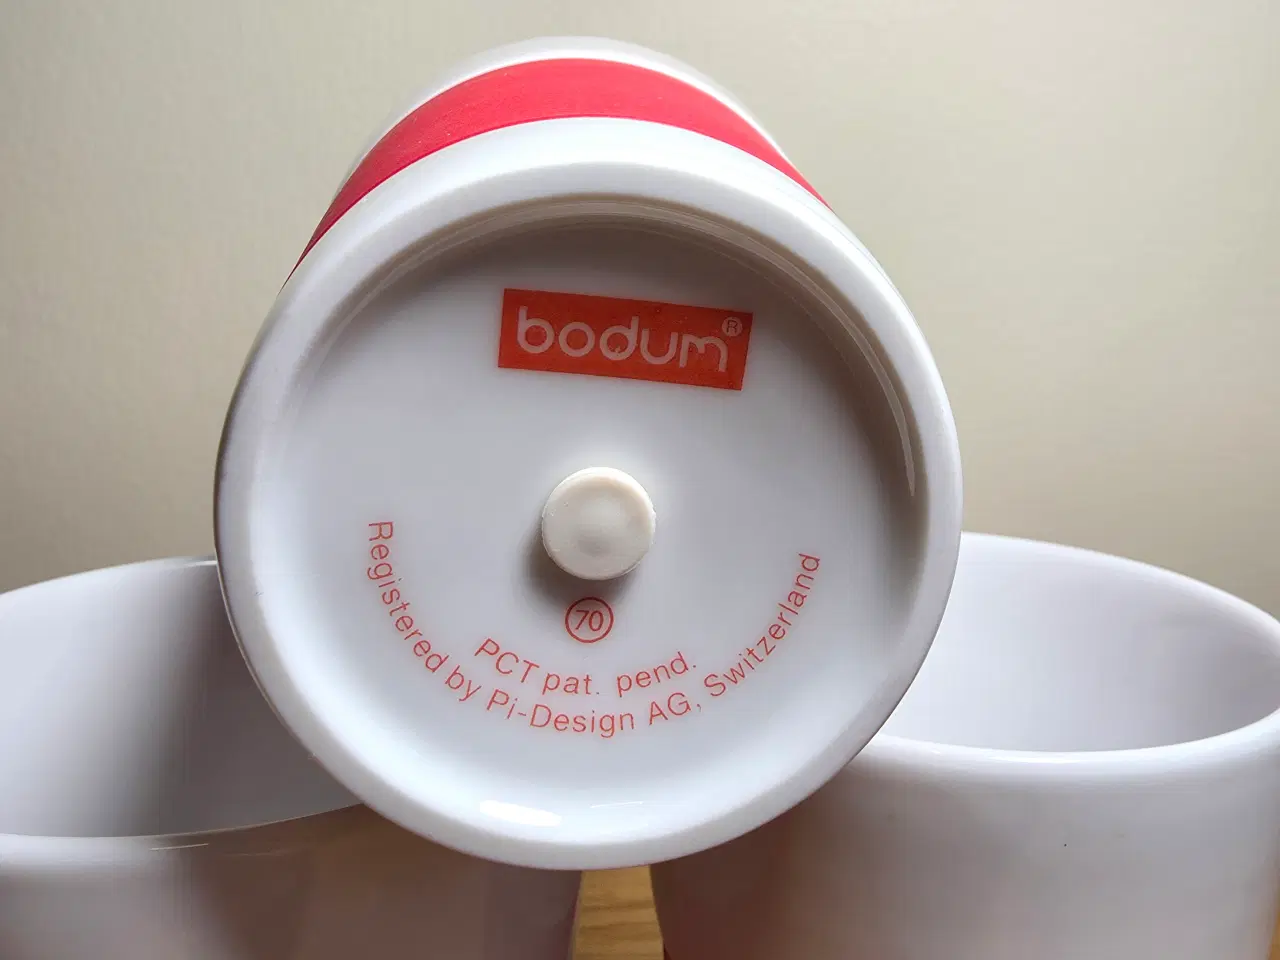 bodum®
70
PCT pat. pend.
Registered by Pi-Design AG, Switzerland